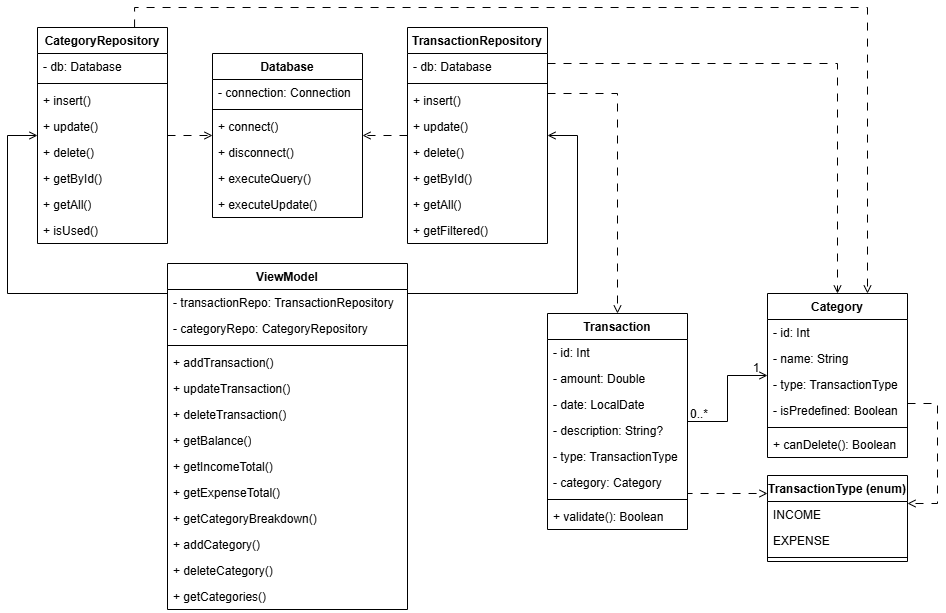 CategoryRepository
- db: Database
+ insert()
+ update()
+ delete()
+ getById()
+ getAll()
+ isUsed()
Database
- connection: Connection
+ connect()
+ disconnect()
+ executeQuery()
+ executeUpdate()
TransactionRepository
- db: Database
+ insert()
+ update()
+ delete()
+ getById()
+ getAll()
+ getFiltered()
ViewModel
- transactionRepo: TransactionRepository
- categoryRepo: CategoryRepository
+ addTransaction()
+ updateTransaction()
+ deleteTransaction()
+ getBalance()
+ getIncomeTotal()
+ getExpenseTotal()
+ getCategoryBreakdown()
+ addCategory()
+ deleteCategory()
+ getCategories()
Transaction
- id: Int
- amount: Double
- date: LocalDate
- description: String?
- type: TransactionType
- category: Category
+ validate(): Boolean
0..*
1
Category
- id: Int
- name: String
- type: TransactionType
- isPredefined: Boolean
+ canDelete(): Boolean
TransactionType (enum)
INCOME
EXPENSE